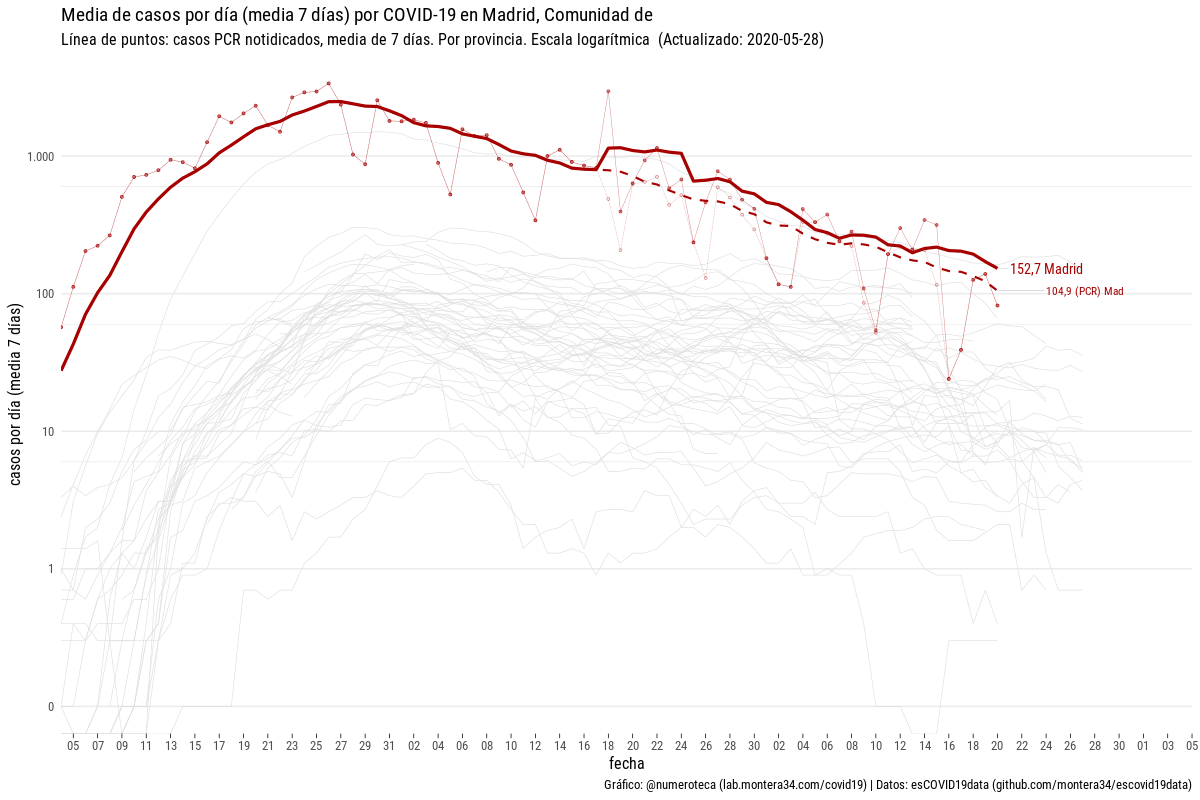 Media de casos por día (media 7 días) por COVID-19 en Madrid, Comunidad de
Línea de puntos: casos PCR notidicados, media de 7 días. Por provincia. Escala logarítmica  (Actualizado: 2020-05-28)
casos por día (media 7 días)
1.000
100
10
1
0
152,7 Madrid
104,9 (PCR) Mad
05 07 09 11 13 15 17 19 21 23 25 27 29 31 02 04 06 08 10 12 14 16 18 20 22 24 26 28 30 02 04 06 08 10 12 14 16 18 20 22 24 26 28 30 01 03 05
fecha
Gráfico: @numeroteca (lab.montera34.com/covid19) | Datos: esCOVID19data (github.com/montera34/escovid19data)